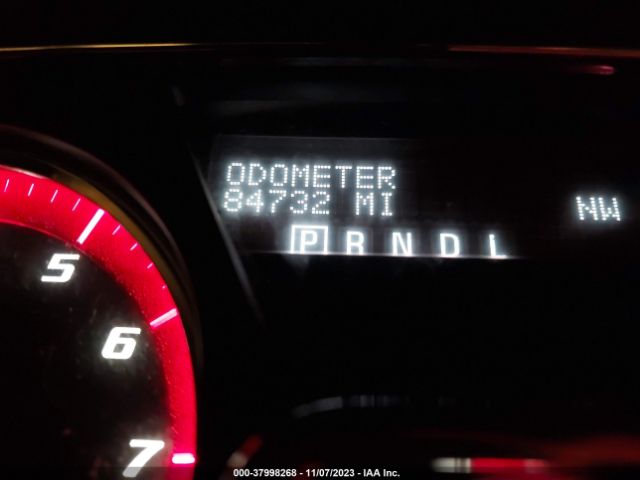 ODOMETER
84732 MI
NW
P R N D L
5
6
7
000-37998268 - 11/07/2023 - IAA Inc.